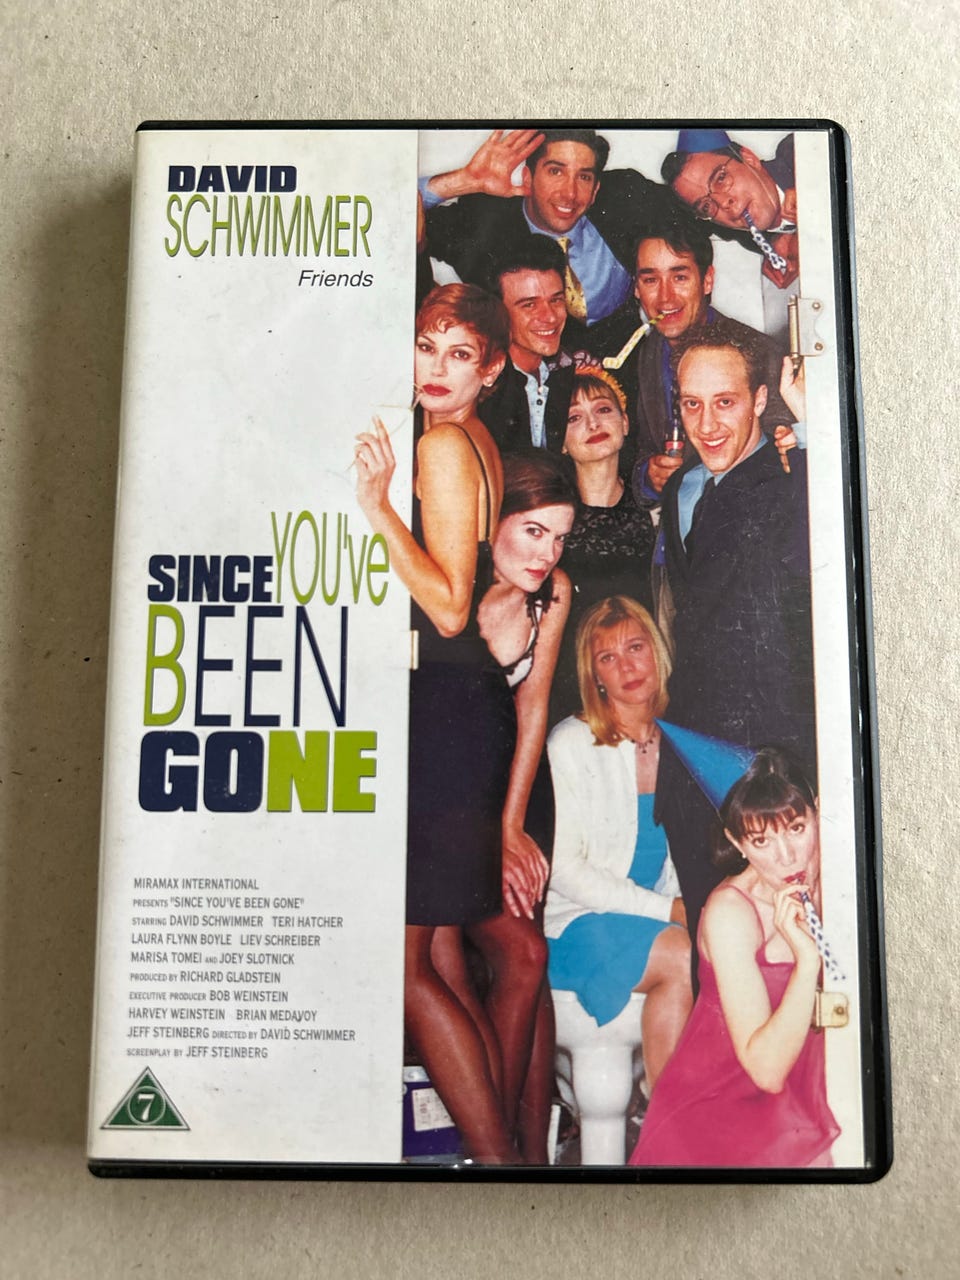 DAVID
SCHWIMMER
Friends
SINCE YOU've
BEEN
GONE
MIRAMAX INTERNATIONAL
PRESENTS "SINCE YOU'VE BEEN GONE"
STARRING DAVID SCHWIMMER TERI HATCHER
LAURA FLYNN BOYLE LIEV SCHREIBER
MARISA TOMEI AND JOEY SLOTNICK
PRODUCED BY RICHARD GLADSTEIN
EXECUTIVE PRODUCER BOB WEINSTEIN
HARVEY WEINSTEIN BRIAN MEDAVOY
JEFF STEINBERG DIRECTED BY DAVID SCHWIMMER
SCREENPLAY BY JEFF STEINBERG
7